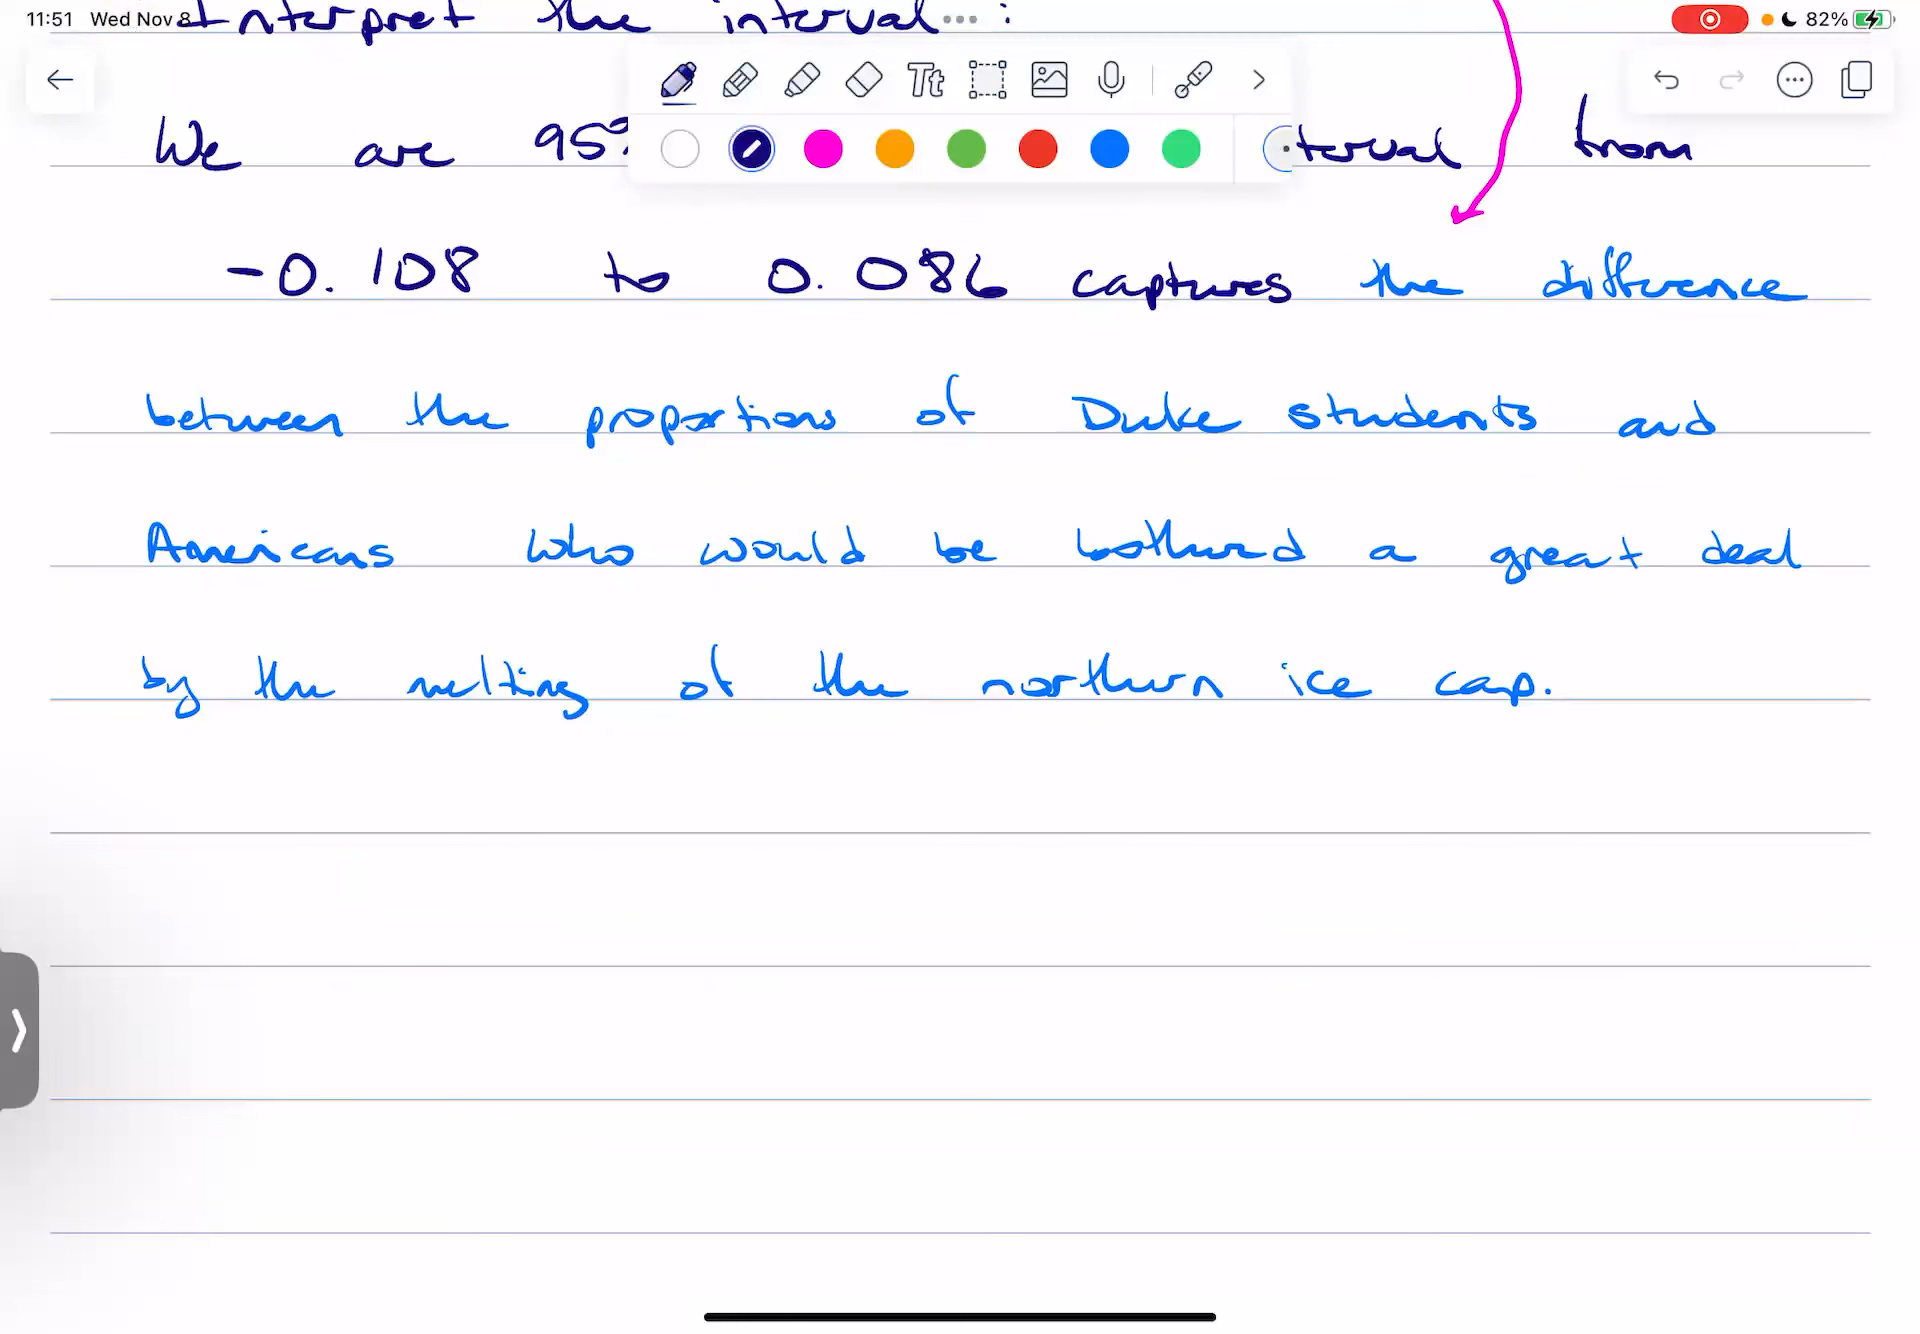 11:51 Wed Nov 8 82%
Interpret the interval:
Tt
We are 95% terval from
-0.108 to 0.086 captures the difference
between the proportions of Duke students and
Americans who would be bothered a great deal
by the melting of the northern ice cap.